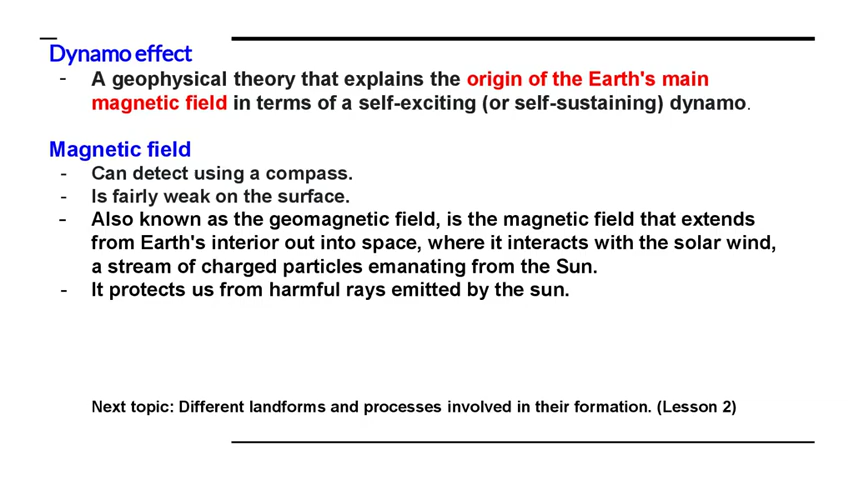 Dynamo effect
- A geophysical theory that explains the origin of the Earth's main
magnetic field in terms of a self-exciting (or self-sustaining) dynamo.
Magnetic field
- Can detect using a compass.
- Is fairly weak on the surface.
- Also known as the geomagnetic field, is the magnetic field that extends
from Earth's interior out into space, where it interacts with the solar wind,
a stream of charged particles emanating from the Sun.
- It protects us from harmful rays emitted by the sun.
Next topic: Different landforms and processes involved in their formation. (Lesson 2)